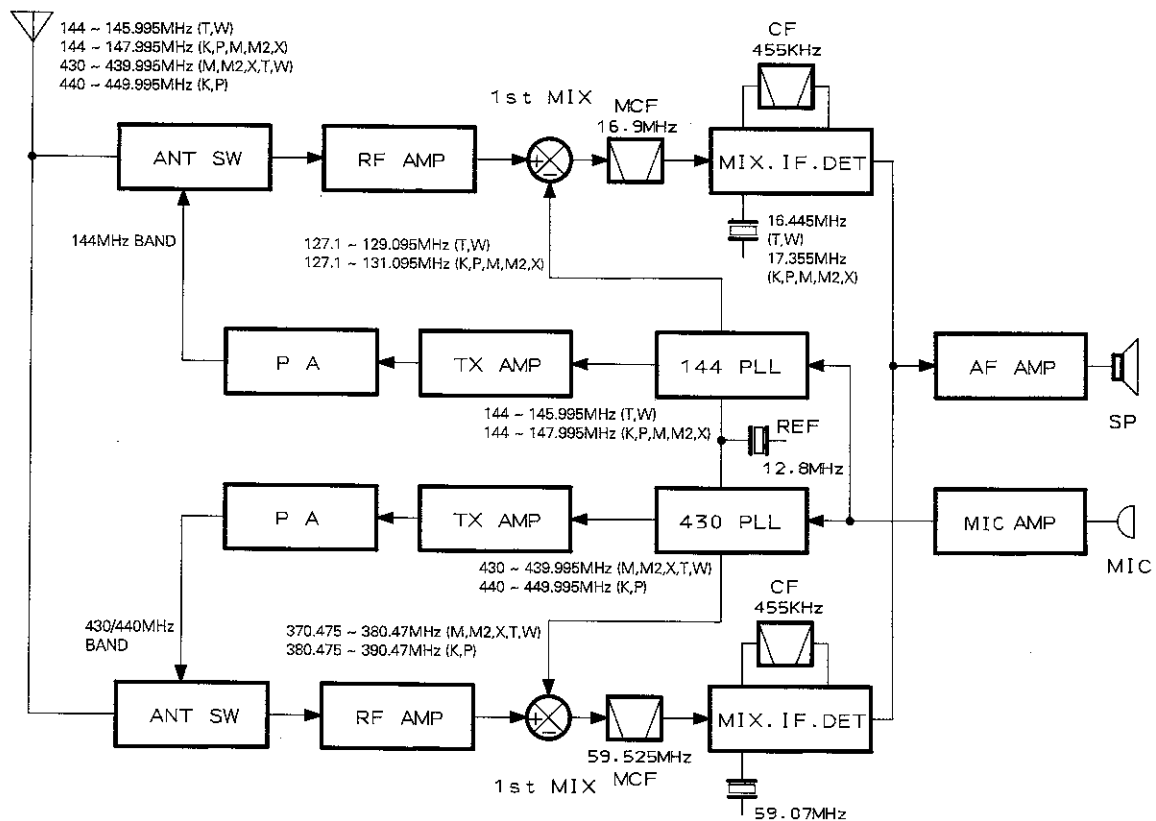 144 ~ 145.995MHz (T,W)
144 ~ 147.995MHz (K,P,M,M2,X)
430 ~ 439.995MHz (M,M2,X,T,W)
440 ~ 449.995MHz (K,P)
CF
455KHz
1st MIX
MCF
16.9MHz
ANT SW
RF AMP
MIX.IF.DET
144MHz BAND
127.1 ~ 129.095MHz (T,W)
127.1 ~ 131.095MHz (K,P,M,M2,X)
16.445MHz
(T,W)
17.355MHz
(K,P,M,M2,X)
P A
TX AMP
144 PLL
AF AMP
SP
144 ~ 145.995MHz (T,W)
144 ~ 147.995MHz (K,P,M,M2,X)
REF
12.8MHz
P A
TX AMP
430 PLL
MIC AMP
MIC
430 ~ 439.995MHz (M,M2,X,T,W)
440 ~ 449.995MHz (K,P)
CF
455KHz
430/440MHz
BAND
370.475 ~ 380.47MHz (M,M2,X,T,W)
380.475 ~ 390.47MHz (K,P)
ANT SW
RF AMP
MIX.IF.DET
59.525MHz
MCF
1st MIX
59.07MHz